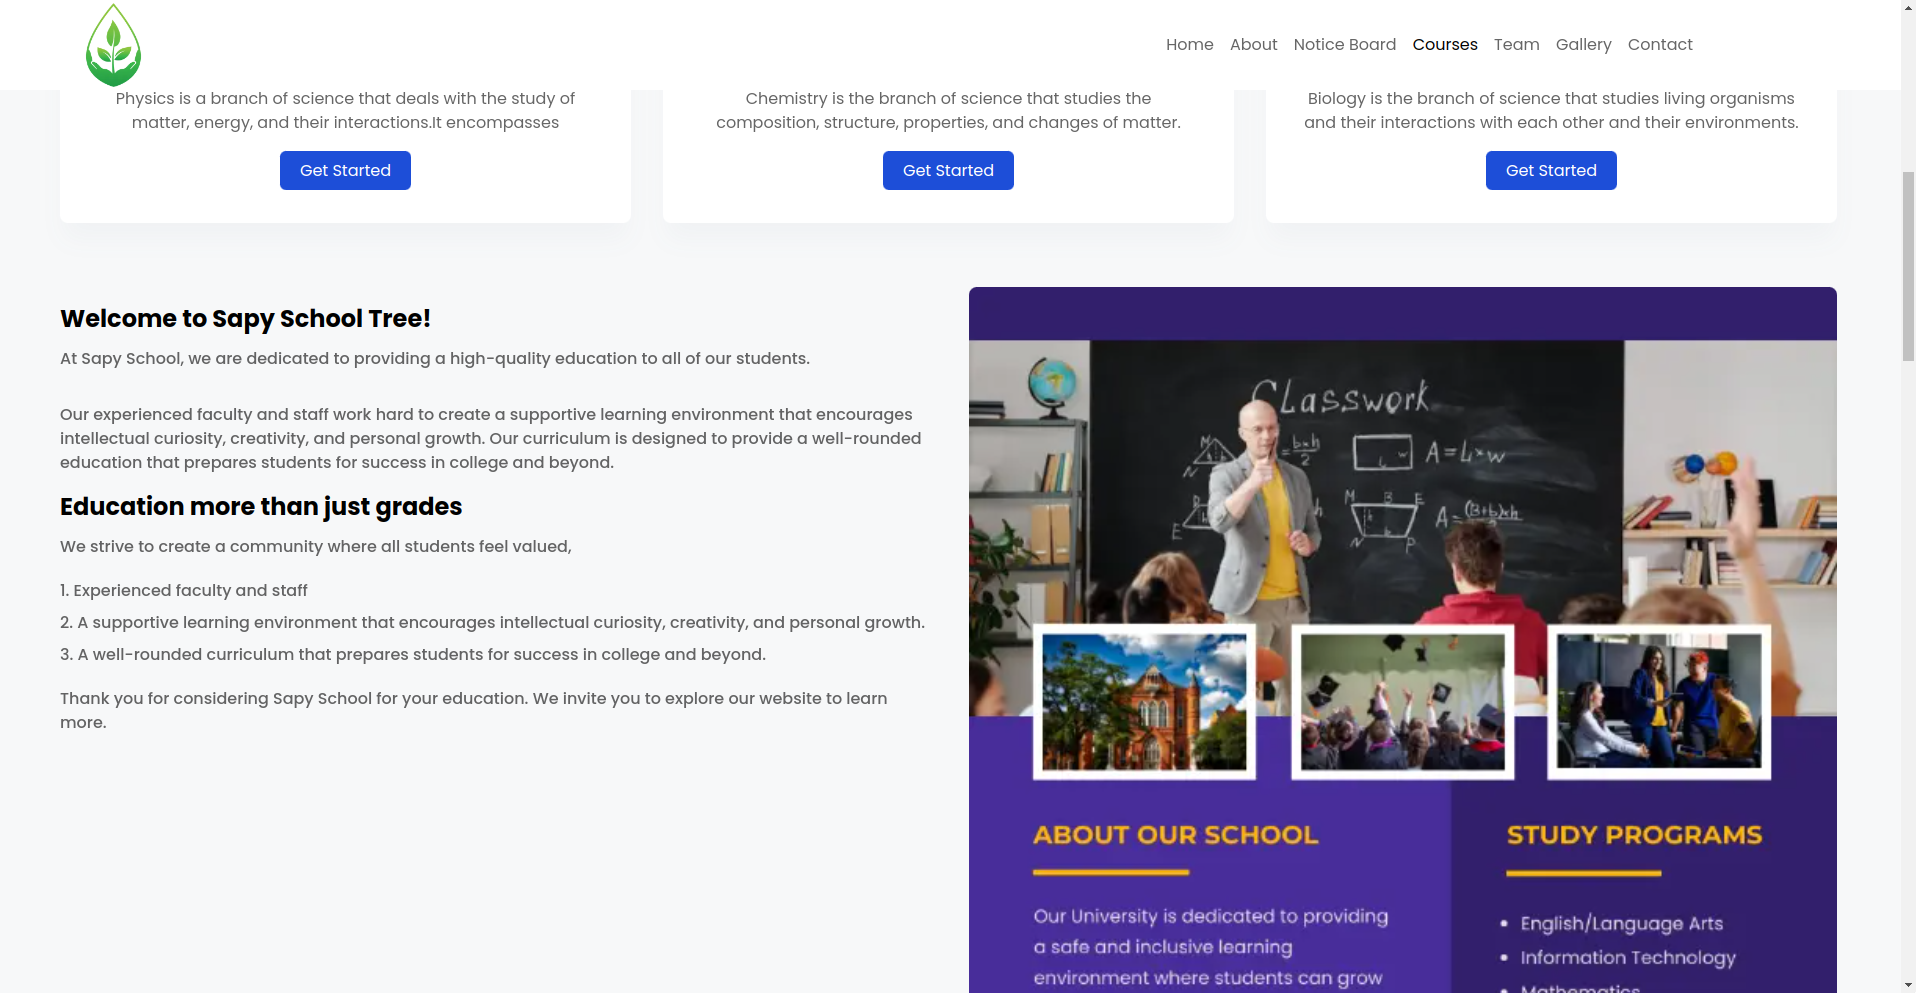 Home About Notice Board Courses Team Gallery Contact
Physics is a branch of science that deals with the study of
matter, energy, and their interactions.It encompasses
Get Started
Chemistry is the branch of science that studies the
composition, structure, properties, and changes of matter.
Get Started
Biology is the branch of science that studies living organisms
and their interactions with each other and their environments.
Get Started
Welcome to Sapy School Tree!
At Sapy School, we are dedicated to providing a high-quality education to all of our students.
Our experienced faculty and staff work hard to create a supportive learning environment that encourages
intellectual curiosity, creativity, and personal growth. Our curriculum is designed to provide a well-rounded
education that prepares students for success in college and beyond.
Education more than just grades
We strive to create a community where all students feel valued,
1. Experienced faculty and staff
2. A supportive learning environment that encourages intellectual curiosity, creativity, and personal growth.
3. A well-rounded curriculum that prepares students for success in college and beyond.
Thank you for considering Sapy School for your education. We invite you to explore our website to learn
more.
Classwork
M
N
= bxh
2
L
w
A=L×w
D
E
h
M B E
h
N P
A=(B+b)xh
2
ABOUT OUR SCHOOL
Our University is dedicated to providing
a safe and inclusive learning
environment where students can grow
STUDY PROGRAMS
• English/Language Arts
• Information Technology
• Mathematics